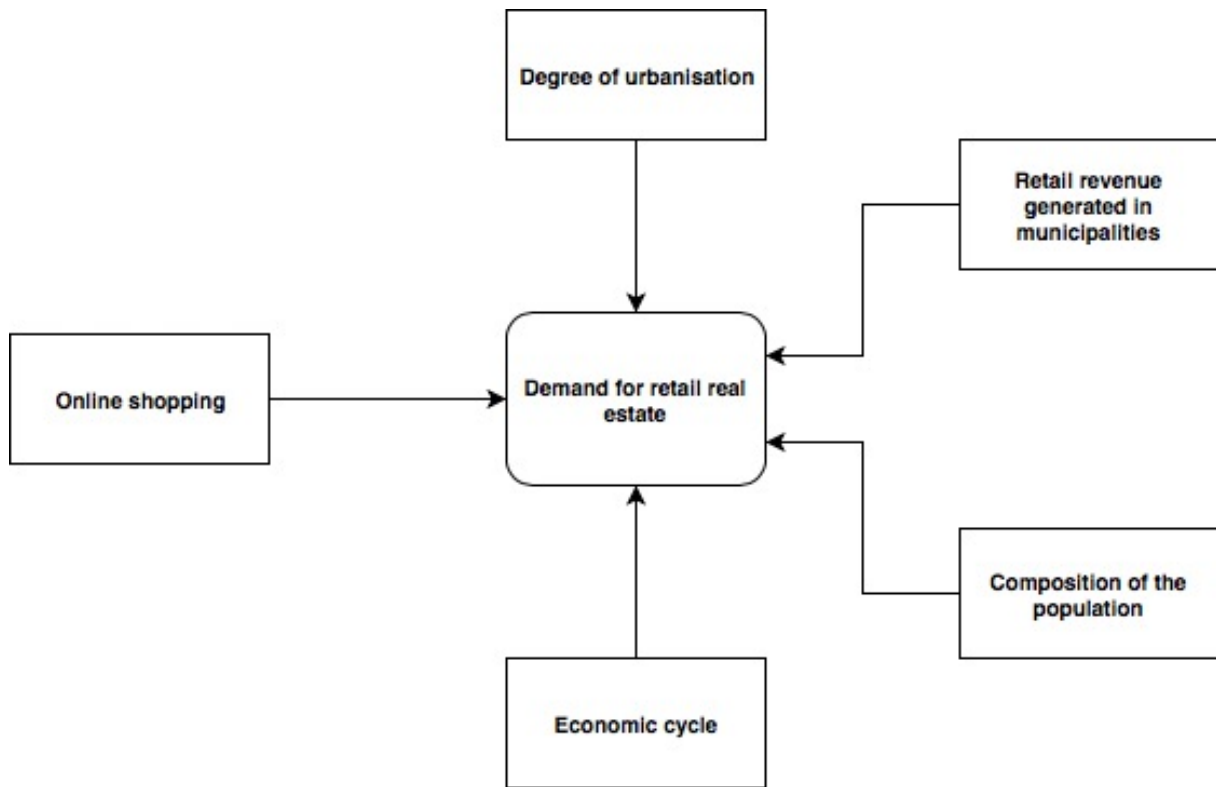 Degree of urbanisation
Retail revenue
generated in
municipalities
Online shopping
Demand for retail real
estate
Composition of the
population
Economic cycle